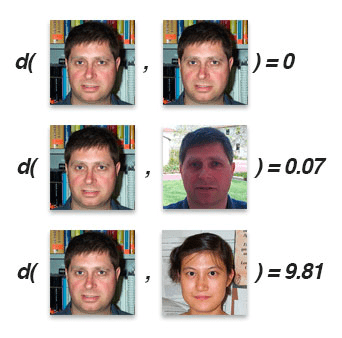 d( , ) = 0
d( , ) = 0.07
d( , ) = 9.81